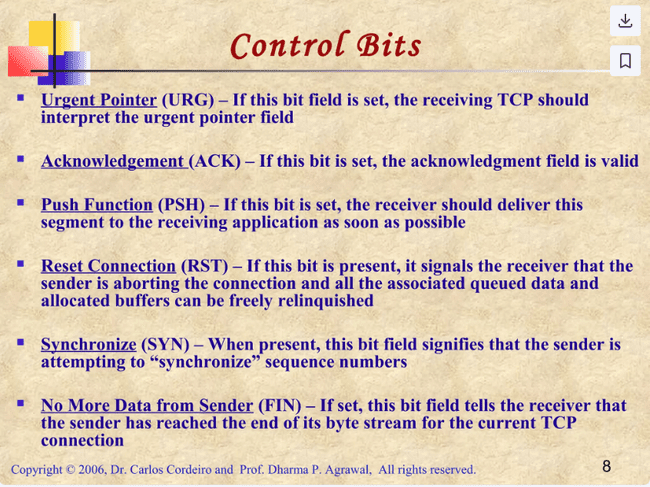 Control Bits
Urgent Pointer (URG) – If this bit field is set, the receiving TCP should
interpret the urgent pointer field
Acknowledgement (ACK) – If this bit is set, the acknowledgment field is valid
Push Function (PSH) – If this bit is set, the receiver should deliver this
segment to the receiving application as soon as possible
Reset Connection (RST) – If this bit is present, it signals the receiver that the
sender is aborting the connection and all the associated queued data and
allocated buffers can be freely relinquished
Synchronize (SYN) – When present, this bit field signifies that the sender is
attempting to “synchronize” sequence numbers
No More Data from Sender (FIN) – If set, this bit field tells the receiver that
the sender has reached the end of its byte stream for the current TCP
connection
Copyright © 2006, Dr. Carlos Cordeiro and Prof. Dharma P. Agrawal, All rights reserved.
8